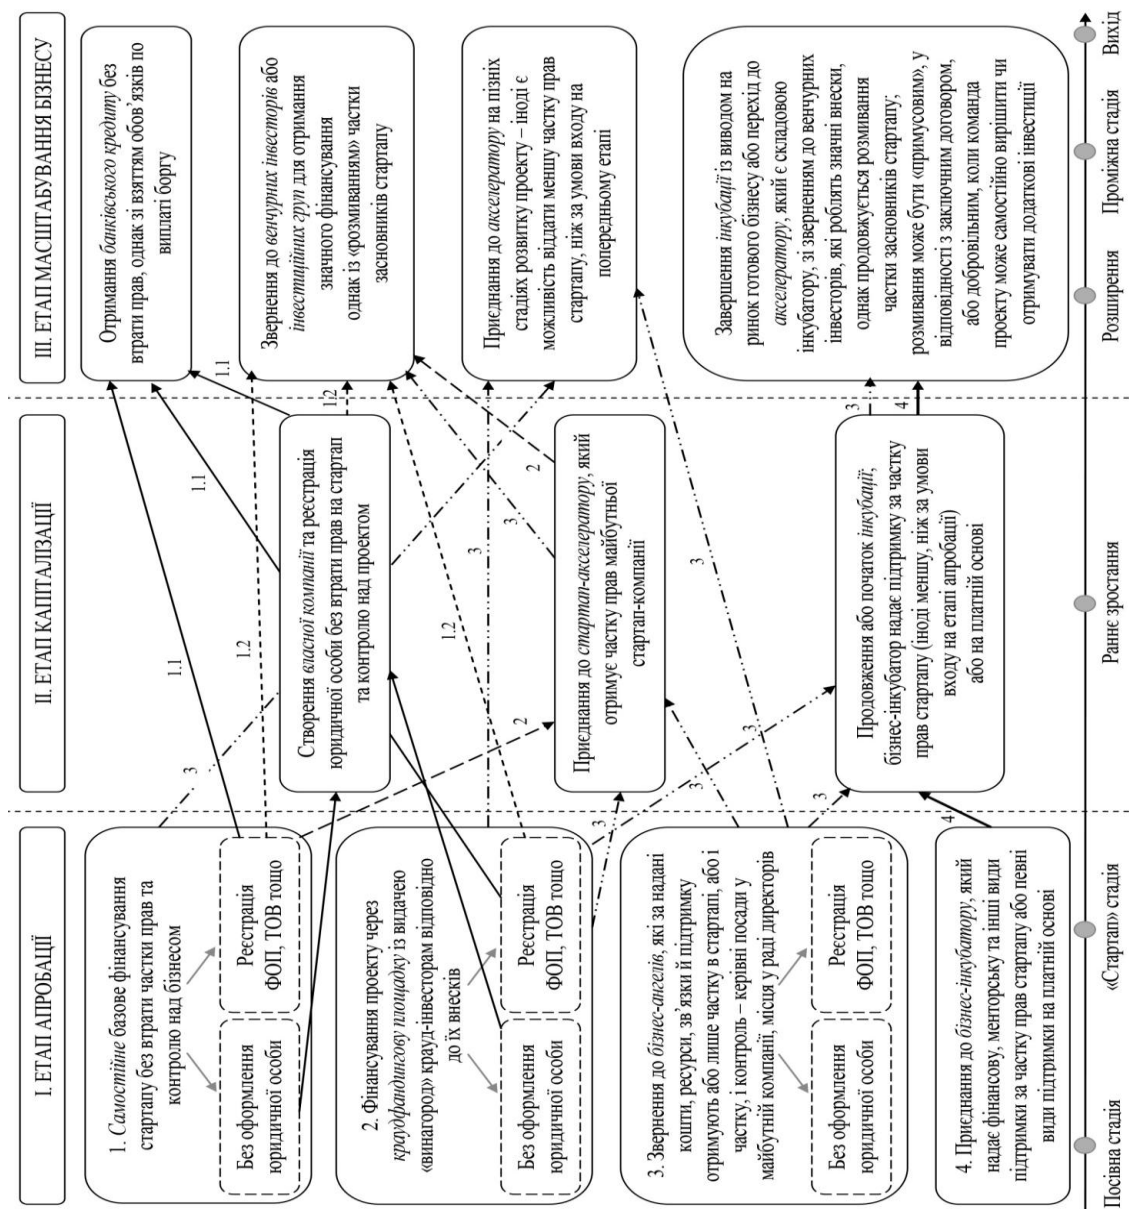 І. ЕТАП АПРОБАЦІЇ
1. Самостійне базове фінансування
стартапу без втрати частки прав та
контролю над бізнесом
Без оформлення
юридичної особи
Реєстрація
ФОП, ТОВ тощо
2. Фінансування проекту через
краудфандингову площадку із видачею
«винагород» крауд-інвесторам відповідно
до їх внесків
Без оформлення
юридичної особи
Реєстрація
ФОП, ТОВ тощо
3. Звернення до бізнес-ангелів, які за надані
кошти, ресурси, зв’язки й підтримку
отримують або лише частку в стартапі, або і
частку, і контроль – керівні посади у
майбутній компанії, місця у раді директорів
Без оформлення
юридичної особи
Реєстрація
ФОП, ТОВ тощо
4. Приєднання до бізнес-інкубатору, який
надає фінансову, менторську та інші види
підтримки за частку прав стартапу або певні
види підтримки на платній основі
ІІ. ЕТАП КАПІТАЛІЗАЦІЇ
Створення власної компанії та реєстрація
юридичної особи без втрати прав на стартап
та контролю над проектом
Приєднання до стартап-акселератору, який
отримує частку прав майбутньої
стартап-компанії
Продовження або початок інкубації;
бізнес-інкубатор надає підтримку за частку
прав стартапу (іноді меншу, ніж за умови
входу на етапі апробації)
або на платній основі
ІІІ. ЕТАП МАСШТАБУВАННЯ БІЗНЕСУ
Отримання банківського кредиту без
втрати прав, однак зі взяттям обов’язків по
виплаті боргу
Звернення до венчурних інвесторів або
інвестиційних груп для отримання
значного фінансування
однак із «розмиванням» частки
засновників стартапу
Приєднання до акселератору на пізніх
стадіях розвитку проекту – іноді є
можливість віддати меншу частку прав
стартапу, ніж за умови входу на
попередньому етапі
Завершення інкубації із виводом на
ринок готового бізнесу або перехід до
акселератору, який є складовою
інкубатору, зі зверненням до венчурних
інвесторів, які роблять значні внески,
однак продовжується розмивання
частки засновників стартапу;
розмивання може бути «примусовим», у
відповідності з заключним договором,
або добровільним, коли команда
проекту може самостійно вирішити чи
отримувати додаткові інвестиції
3
1.1
1.2
2
1.1
1.1
1.2
3
1.2
3
2
3
3
3
3
3
4
3
4
Посівна стадія
«Стартап» стадія
Раннє зростання
Розширення
Проміжна стадія
Вихід